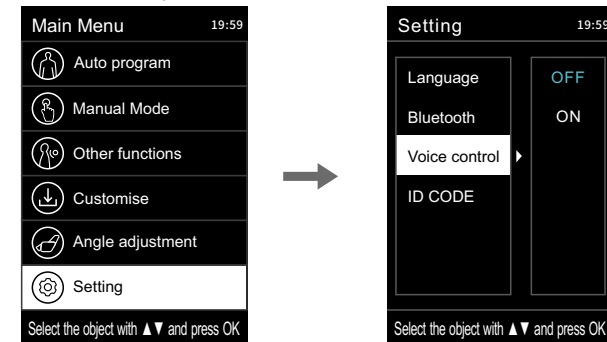 Main Menu 19:59
Auto program
Manual Mode
Other functions
Customise
Angle adjustment
Setting
Select the object with ▲▼ and press OK
Setting 19:59
Language
Bluetooth
Voice control
ID CODE
OFF
ON
Select the object with ▲▼ and press OK